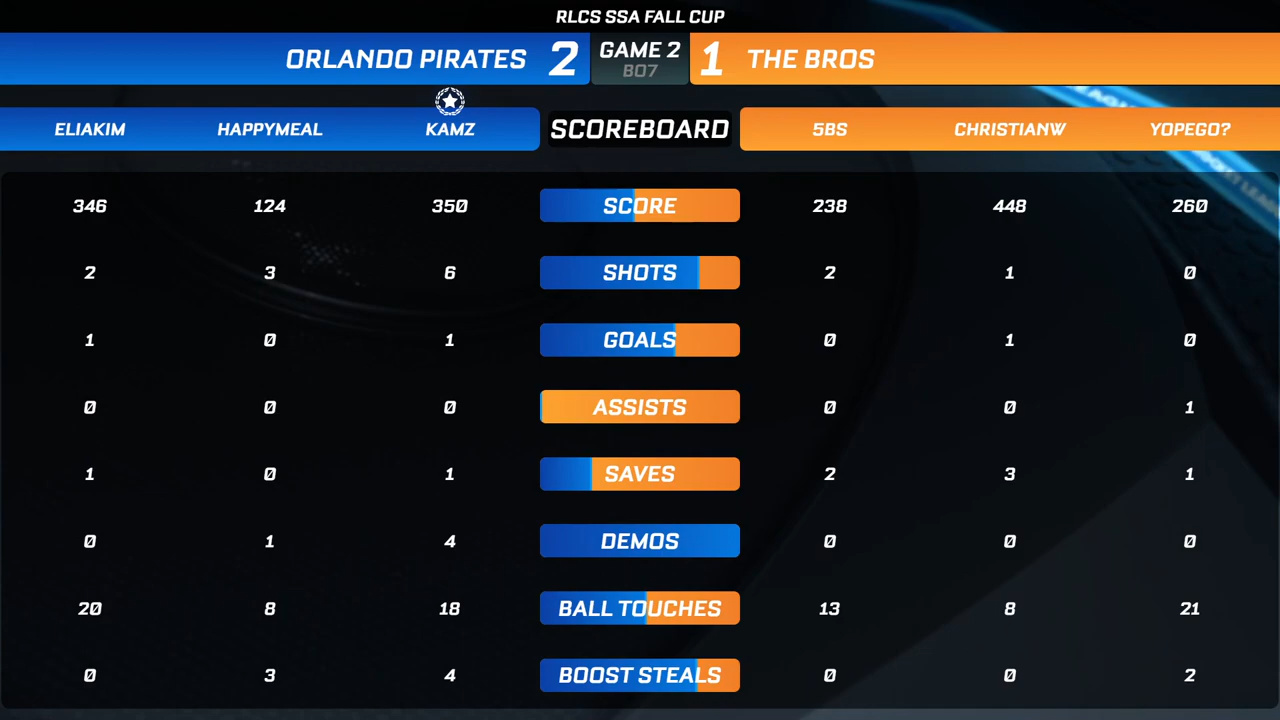 RLCS SSA FALL CUP
ORLANDO PIRATES 2 GAME 2 1 THE BROS
BO7
ELIAKIM HAPPYMEAL KAMZ SCOREBOARD 5BS CHRISTIANW YOPEGO?
346 124 350 SCORE 238 448 260
2 3 6 SHOTS 2 1 0
1 0 1 GOALS 0 1 0
0 0 0 ASSISTS 0 0 1
1 0 1 SAVES 2 3 1
0 1 4 DEMOS 0 0 0
20 8 18 BALL TOUCHES 13 8 21
0 3 4 BOOST STEALS 0 0 2